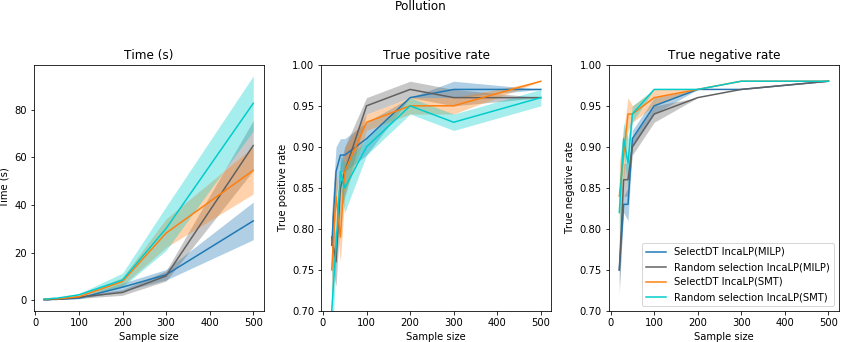 Pollution
Time (s)
True positive rate
True negative rate
Time (s)
80
60
40
20
0
0
100
200
300
400
500
Sample size
True positive rate
1.00
0.95
0.90
0.85
0.80
0.75
0.70
0
100
200
300
400
500
Sample size
True negative rate
1.00
0.95
0.90
0.85
0.80
0.75
0.70
0
100
200
300
400
500
Sample size
SelectDT IncaLP(MILP)
Random selection IncaLP(MILP)
SelectDT IncaLP(SMT)
Random selection IncaLP(SMT)